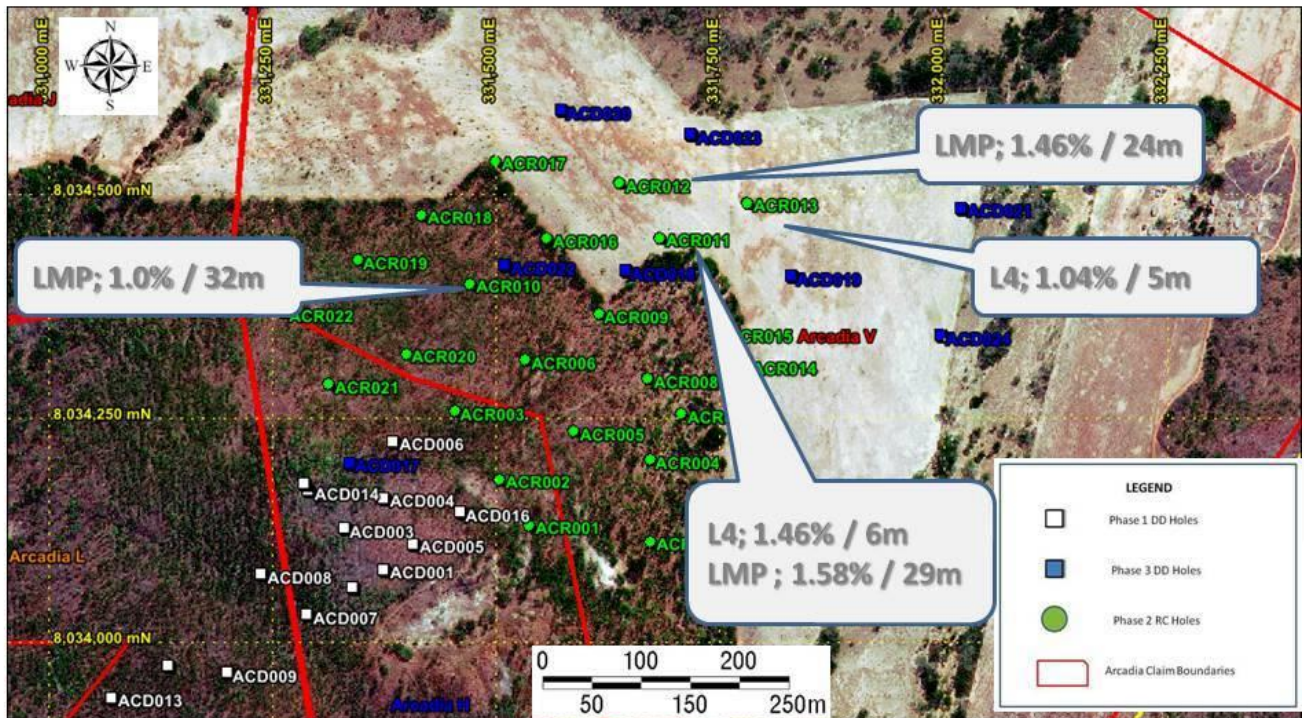 331,000 mE
331,250 mE
331,500 mE
331,750 mE
332,000 mE
332,250 mE
N
W E
S
adia J
ACD020
ACD023
LMP; 1.46% / 24m
ACR017
ACR012
8,034,500 mN
ACR013
ACD021
ACR018
ACR016
ACR011
LMP; 1.0% / 32m
ACR019
ACD022
ACD018
ACD019
L4; 1.04% / 5m
ACR010
ACR022
ACR009
ACR015
Arcadia V
ACD024
ACR020
ACR006
ACR014
ACR021
ACR008
8,034,250 mN
ACR003
ACR
ACR005
ACD006
ACD017
ACR004
ACD014
ACD004
ACR002
ACD016
ACD003
ACR001
L4; 1.46% / 6m
LMP ; 1.58% / 29m
ACD005
ACR
Arcadia L
ACD008
ACD001
ACD007
8,034,000 mN
ACD009
ACD013
Arcadia H
0 100 200
50 150 250m
LEGEND
Phase 1 DD Holes
Phase 3 DD Holes
Phase 2 RC Holes
Arcadia Claim Boundaries